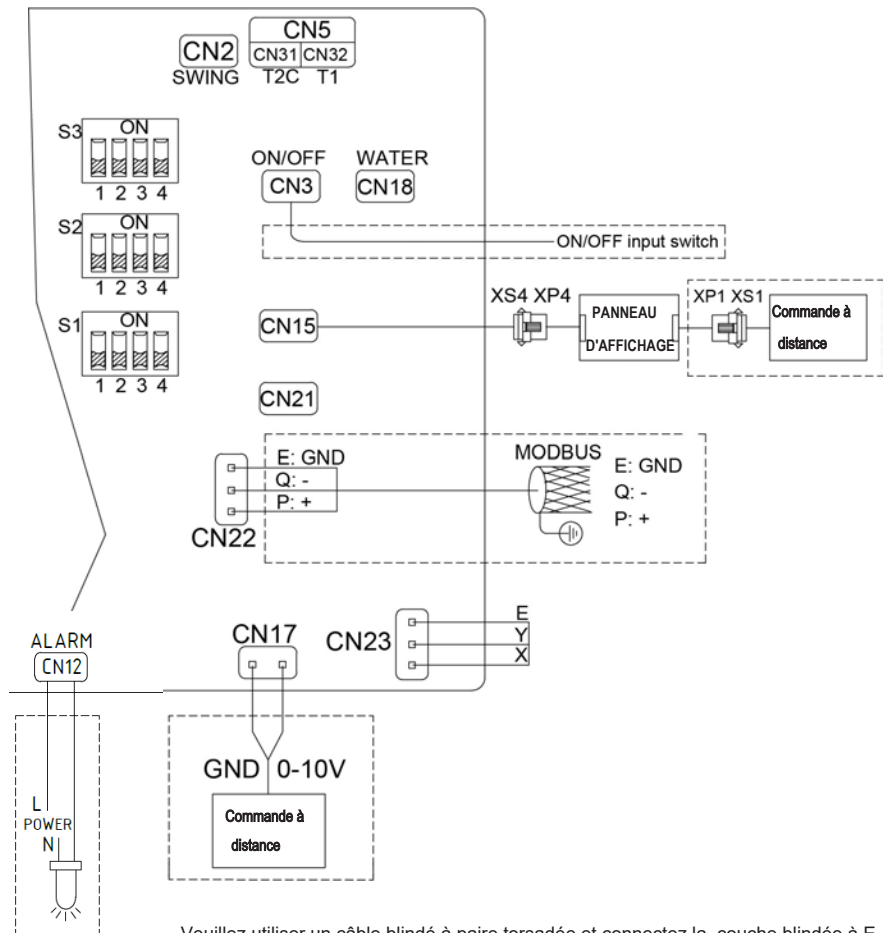 CN5
CN2
CN31 CN32
SWING T2C T1
S3
ON
1 2 3 4
ON/OFF WATER
CN3 CN18
S2
ON
1 2 3 4
ON/OFF input switch
S1
ON
1 2 3 4
CN15
XS4 XP4
PANNEAU
D'AFFICHAGE
XP1 XS1
Commande à
distance
CN21
E: GND
Q: -
P: +
CN22
MODBUS
E: GND
Q: -
P: +
CN17
CN23
E
Y
X
ALARM
CN12
GND 0-10V
Commande à
distance
L
POWER
N
Veuillez utiliser un câble blindé à paire torsadée et connectez la couche blindée à E